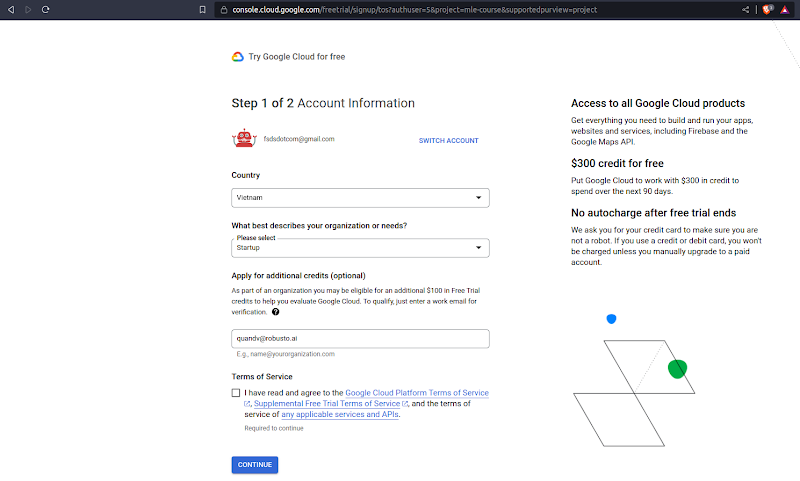 console.cloud.google.com/freetrial/signup/tos?authuser=5&project=mle-course&supportedpurview=project
Try Google Cloud for free
Step 1 of 2 Account Information
fsdsdotcom@gmail.com
SWITCH ACCOUNT
Country
Vietnam
What best describes your organization or needs?
Please select
Startup
Apply for additional credits (optional)
As part of an organization you may be eligible for an additional $100 in Free Trial
credits to help you evaluate Google Cloud. To qualify, just enter a work email for
verification.
quandv@robusto.ai
E.g., name@yourorganization.com
Terms of Service
I have read and agree to the Google Cloud Platform Terms of Service
, Supplemental Free Trial Terms of Service , and the terms of
service of any applicable services and APIs.
Required to continue
CONTINUE
Access to all Google Cloud products
Get everything you need to build and run your apps,
websites and services, including Firebase and the
Google Maps API.
$300 credit for free
Put Google Cloud to work with $300 in credit to
spend over the next 90 days.
No autocharge after free trial ends
We ask you for your credit card to make sure you are
not a robot. If you use a credit or debit card, you won't
be charged unless you manually upgrade to a paid
account.